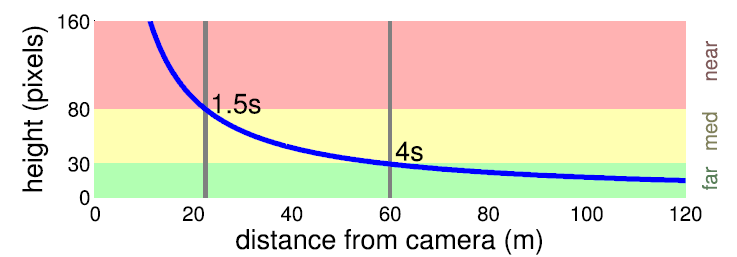 height (pixels)
160
80
30
0
1.5s
4s
near
med
far
0 20 40 60 80 100 120
distance from camera (m)